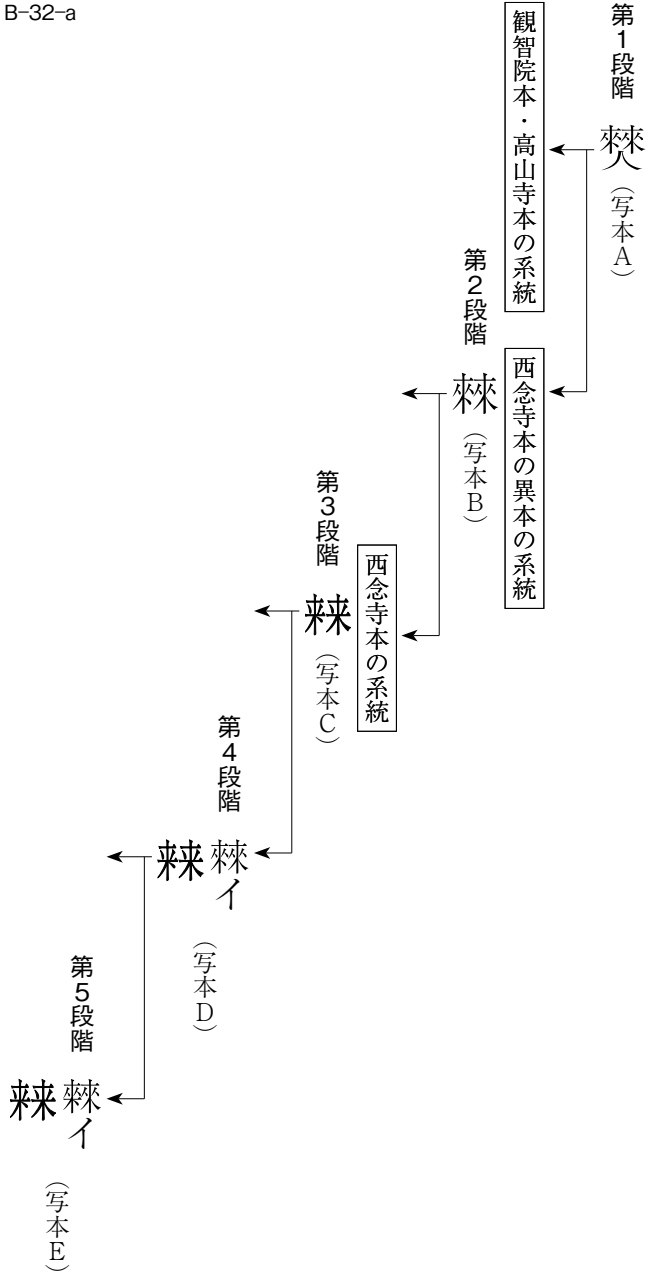 B-32-a
第1段階
(写本A)
観智院本・高山寺本の系統
西念寺本の異本の系統
第2段階
(写本B)
西念寺本の系統
第3段階
(写本C)
第4段階
イ
(写本D)
第5段階
イ
(写本E)